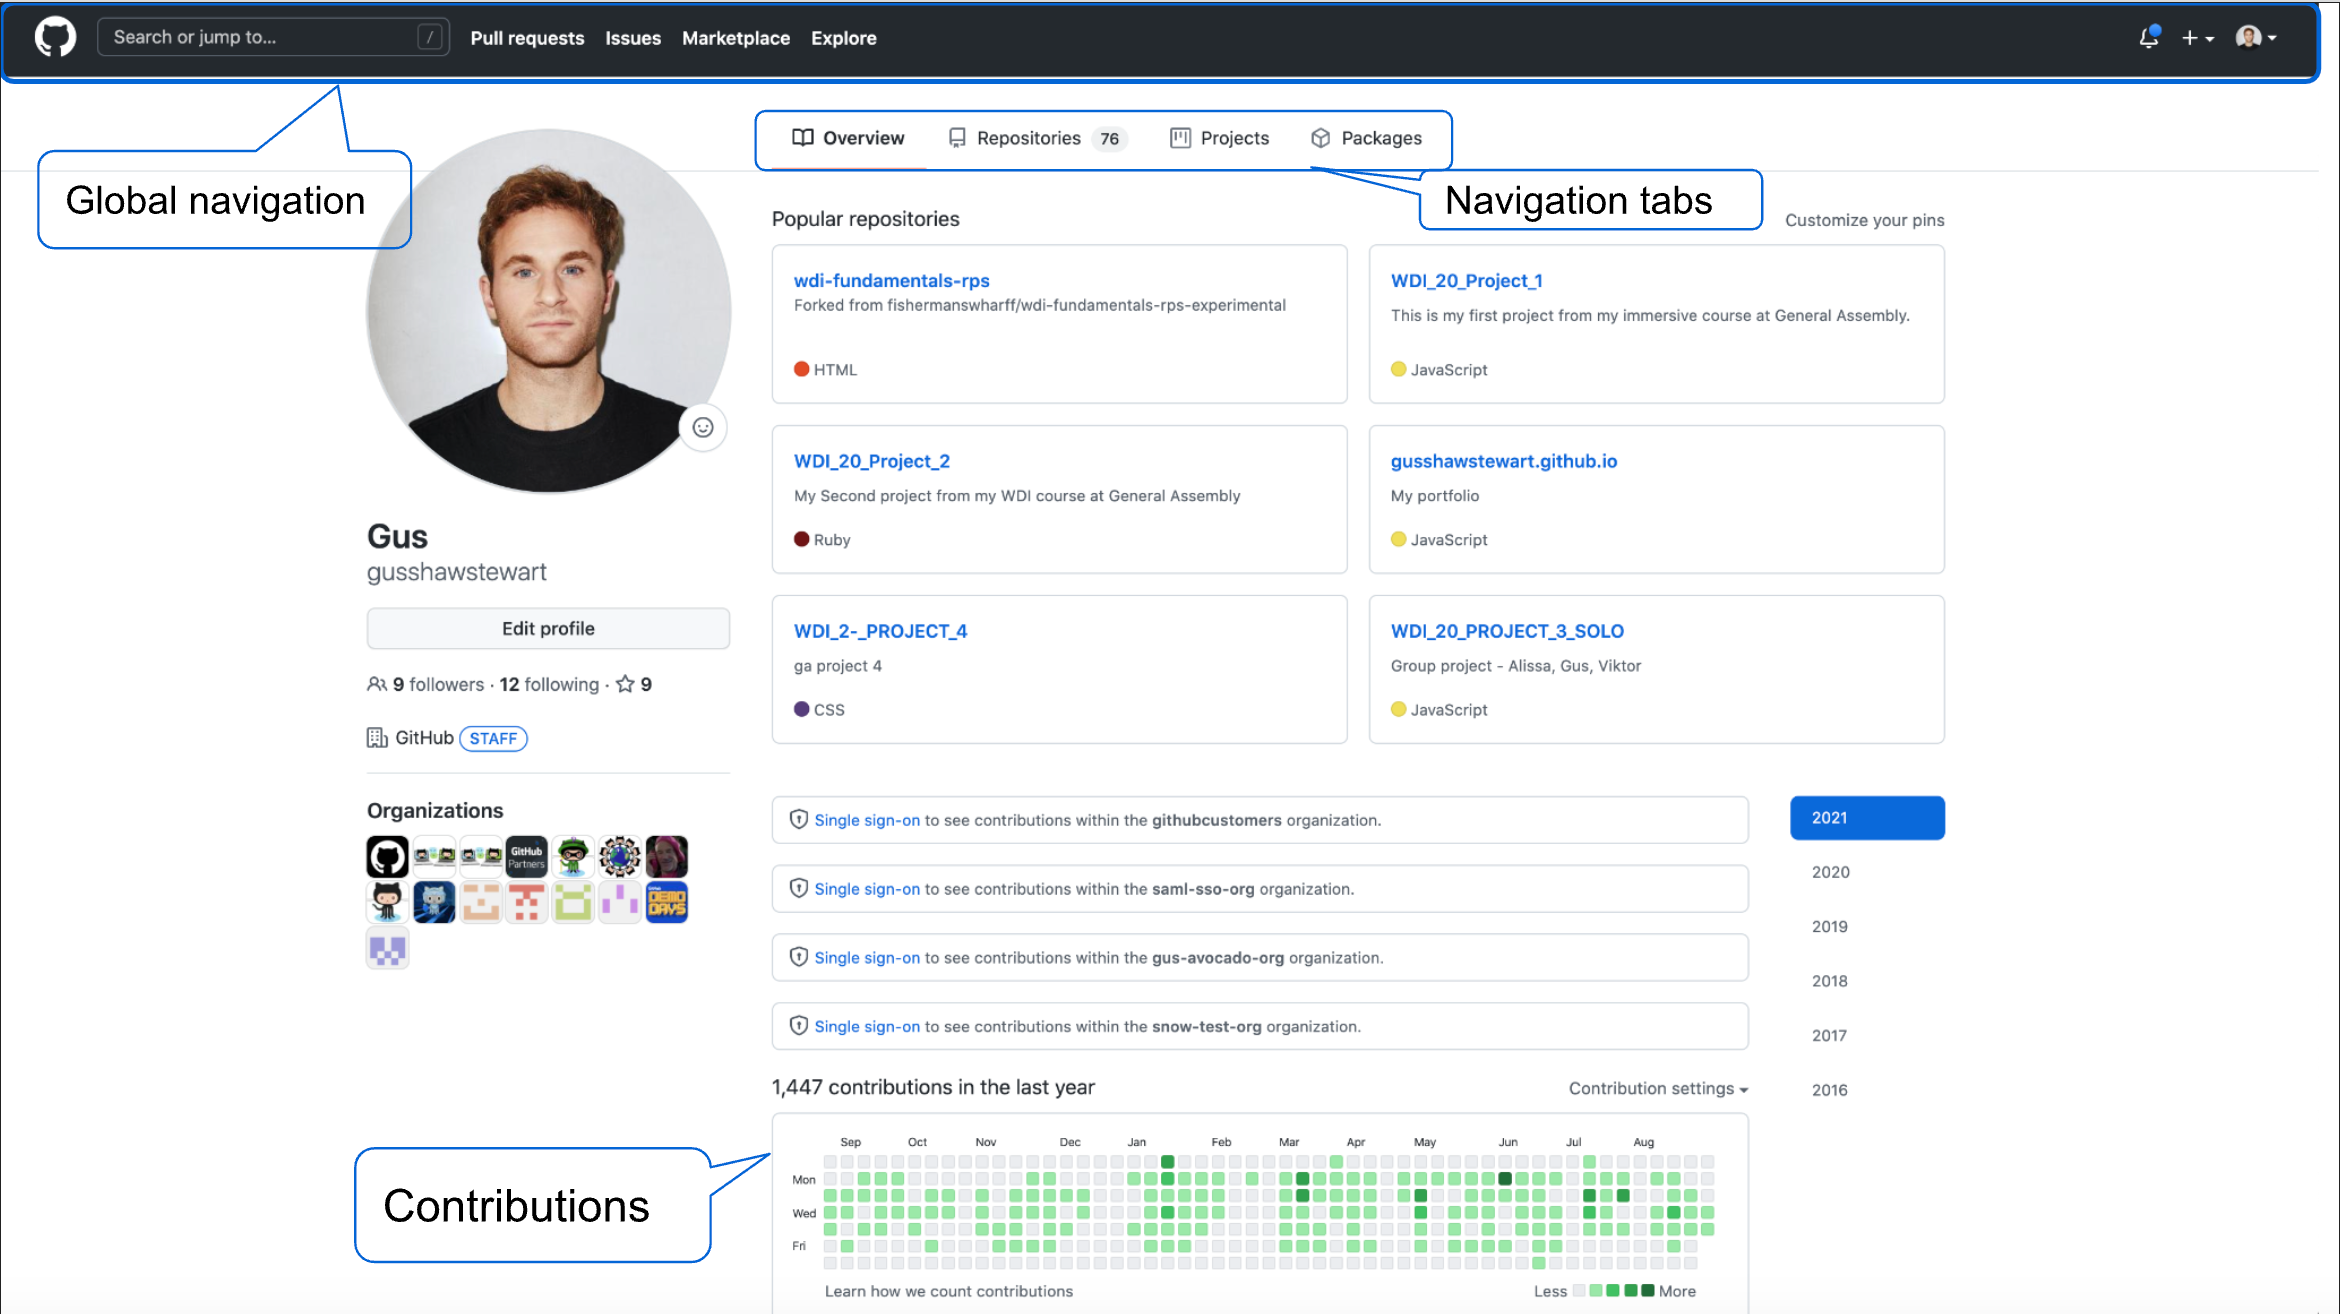 Search or jump to... /
Pull requests Issues Marketplace Explore
Global navigation
Overview Repositories 76 Projects Packages
Navigation tabs
Popular repositories
Customize your pins
wdi-fundamentals-rps
Forked from fishermanswharff/wdi-fundamentals-rps-experimental
HTML
WDI_20_Project_1
This is my first project from my immersive course at General Assembly.
JavaScript
WDI_20_Project_2
My Second project from my WDI course at General Assembly
Ruby
gusshawstewart.github.io
My portfolio
JavaScript
WDI_2-_PROJECT_4
ga project 4
CSS
WDI_20_PROJECT_3_SOLO
Group project - Alissa, Gus, Viktor
JavaScript
Gus
gusshawstewart
Edit profile
9 followers · 12 following · 9
GitHub STAFF
Organizations
GitHub
Partners
DEMO
DAYS
Single sign-on to see contributions within the githubcustomers organization.
Single sign-on to see contributions within the saml-sso-org organization.
Single sign-on to see contributions within the gus-avocado-org organization.
Single sign-on to see contributions within the snow-test-org organization.
2021
2020
2019
2018
2017
2016
1,447 contributions in the last year
Contribution settings
Contributions
Sep Oct Nov Dec Jan Feb Mar Apr May Jun Jul Aug
Mon
Wed
Fri
Learn how we count contributions
Less More